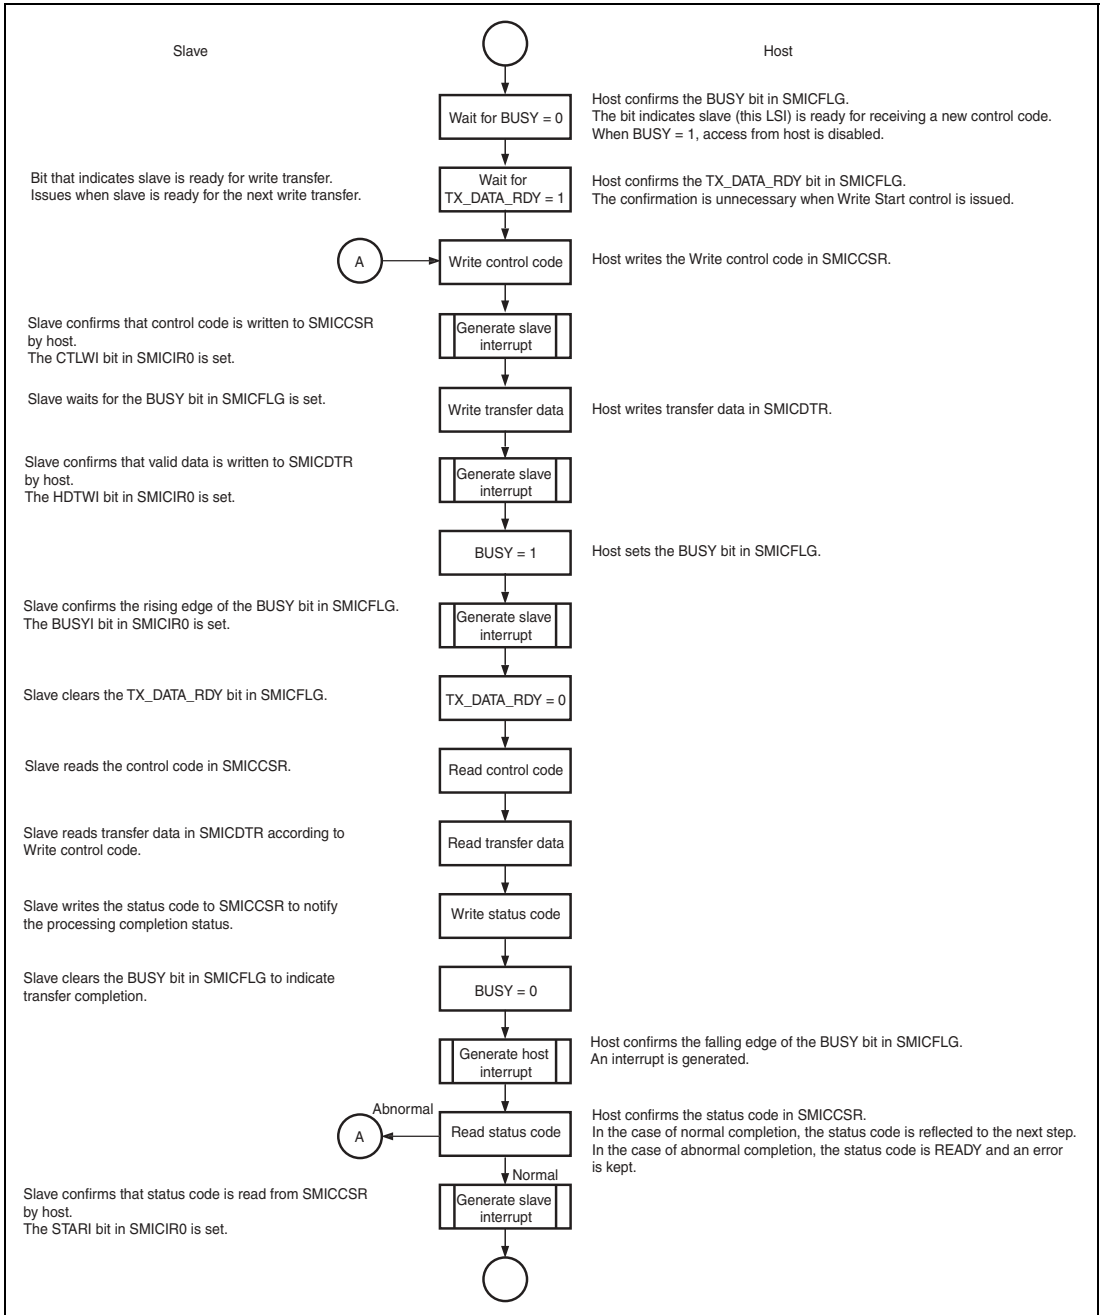 Slave
Host
Wait for BUSY = 0
Host confirms the BUSY bit in SMICFLG.
The bit indicates slave (this LSI) is ready for receiving a new control code.
When BUSY = 1, access from host is disabled.
Bit that indicates slave is ready for write transfer.
Issues when slave is ready for the next write transfer.
Wait for
TX_DATA_RDY = 1
Host confirms the TX_DATA_RDY bit in SMICFLG.
The confirmation is unnecessary when Write Start control is issued.
A
Write control code
Host writes the Write control code in SMICCSR.
Slave confirms that control code is written to SMICCSR
by host.
The CTLWI bit in SMICIR0 is set.
Generate slave
interrupt
Slave waits for the BUSY bit in SMICFLG is set.
Write transfer data
Host writes transfer data in SMICDTR.
Slave confirms that valid data is written to SMICDTR
by host.
The HDTWI bit in SMICIR0 is set.
Generate slave
interrupt
BUSY = 1
Host sets the BUSY bit in SMICFLG.
Slave confirms the rising edge of the BUSY bit in SMICFLG.
The BUSYI bit in SMICIR0 is set.
Generate slave
interrupt
Slave clears the TX_DATA_RDY bit in SMICFLG.
TX_DATA_RDY = 0
Slave reads the control code in SMICCSR.
Read control code
Slave reads transfer data in SMICDTR according to
Write control code.
Read transfer data
Slave writes the status code to SMICCSR to notify
the processing completion status.
Write status code
Slave clears the BUSY bit in SMICFLG to indicate
transfer completion.
BUSY = 0
Generate host
interrupt
Host confirms the falling edge of the BUSY bit in SMICFLG.
An interrupt is generated.
Abnormal
A
Read status code
Host confirms the status code in SMICCSR.
In the case of normal completion, the status code is reflected to the next step.
In the case of abnormal completion, the status code is READY and an error
is kept.
Normal
Slave confirms that status code is read from SMICCSR
by host.
The STARI bit in SMICIR0 is set.
Generate slave
interrupt